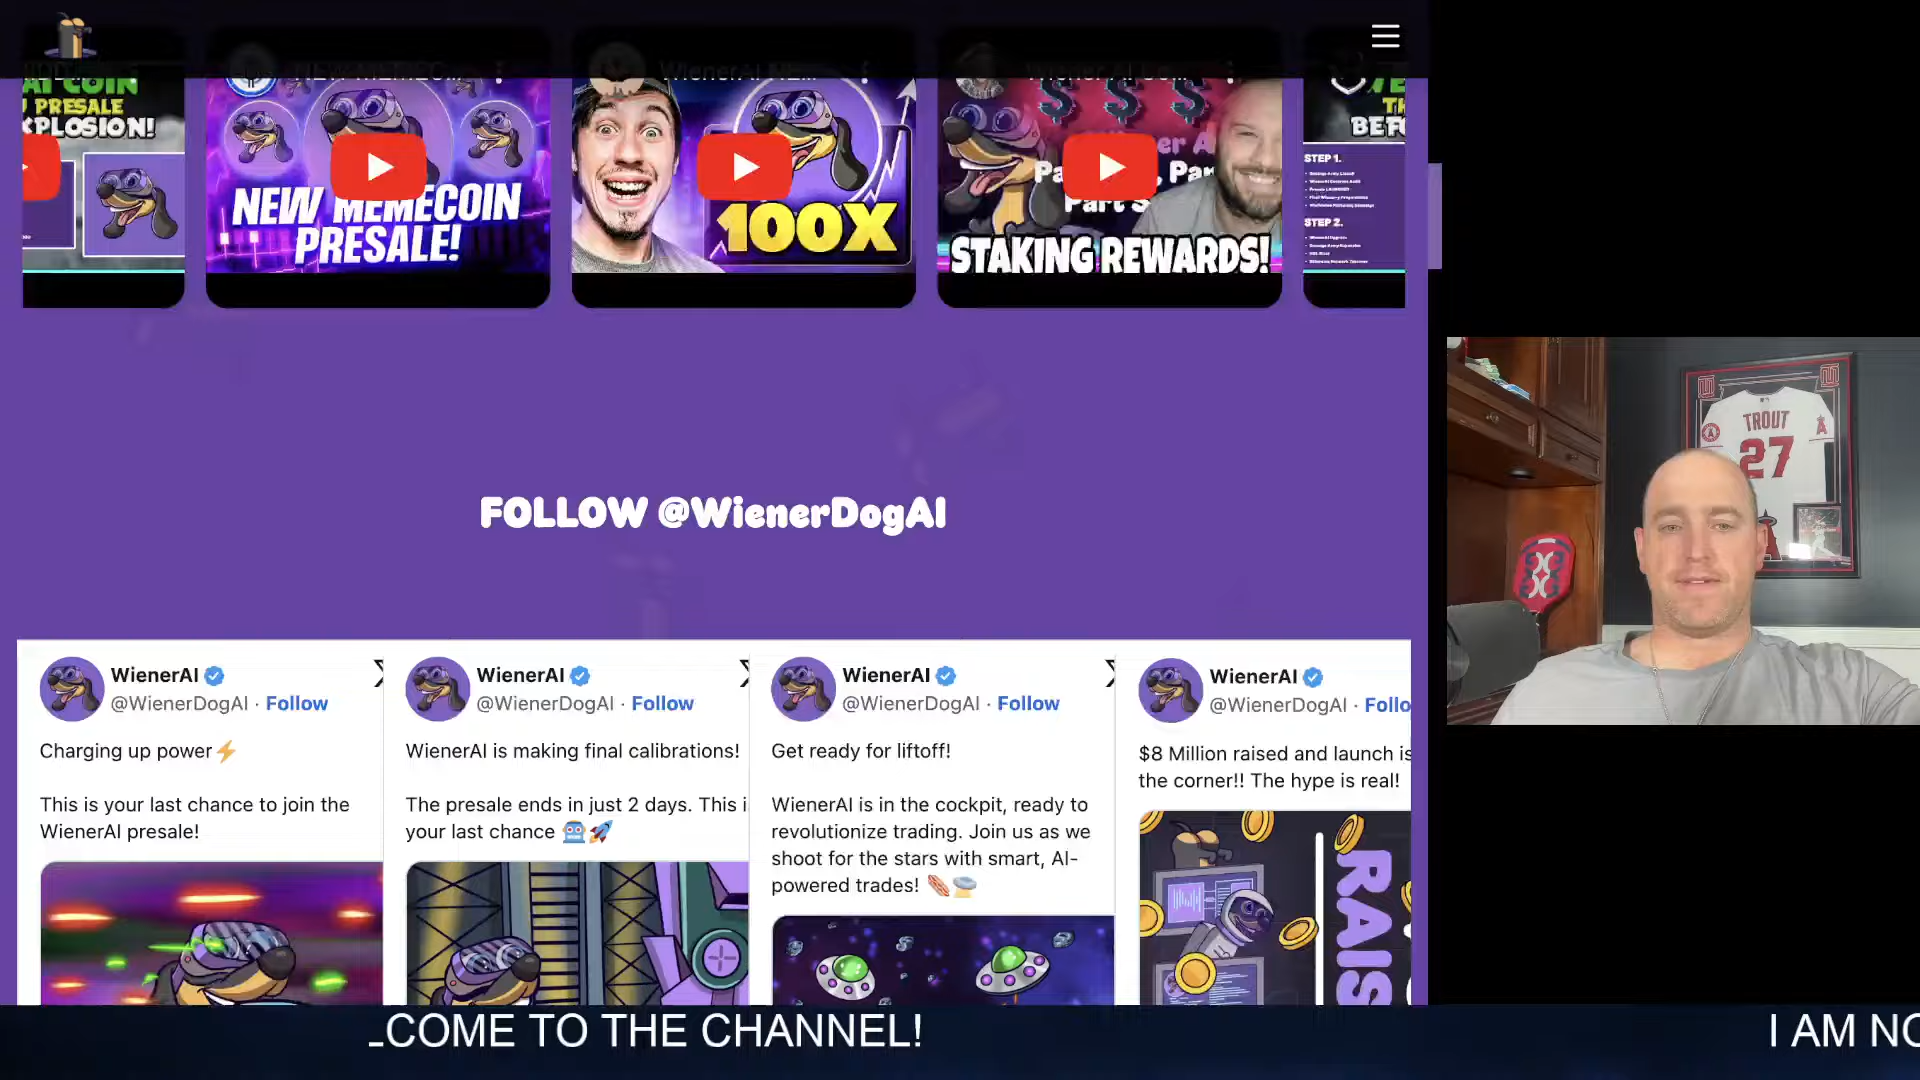 AI COIN
PRESALE
XPLOSION!
NEW MEMECOIN
PRESALE!
WienerAI
100X
$ $ $
STAKING REWARDS!
BEFO
STEP 1.
STEP 2.
FOLLOW @WienerDogAI
WienerAI
@WienerDogAI · Follow
Charging up power⚡
This is your last chance to join the
WienerAI presale!
WienerAI
@WienerDogAI · Follow
WienerAI is making final calibrations!
The presale ends in just 2 days. This i
your last chance 🤖🚀
WienerAI
@WienerDogAI · Follow
Get ready for liftoff!
WienerAI is in the cockpit, ready to
revolutionize trading. Join us as we
shoot for the stars with smart, AI-
powered trades!
WienerAI
@WienerDogAI · Follo
$8 Million raised and launch is
the corner!! The hype is real!
RAIS
TROUT
27
COME TO THE CHANNEL!
I AM NO